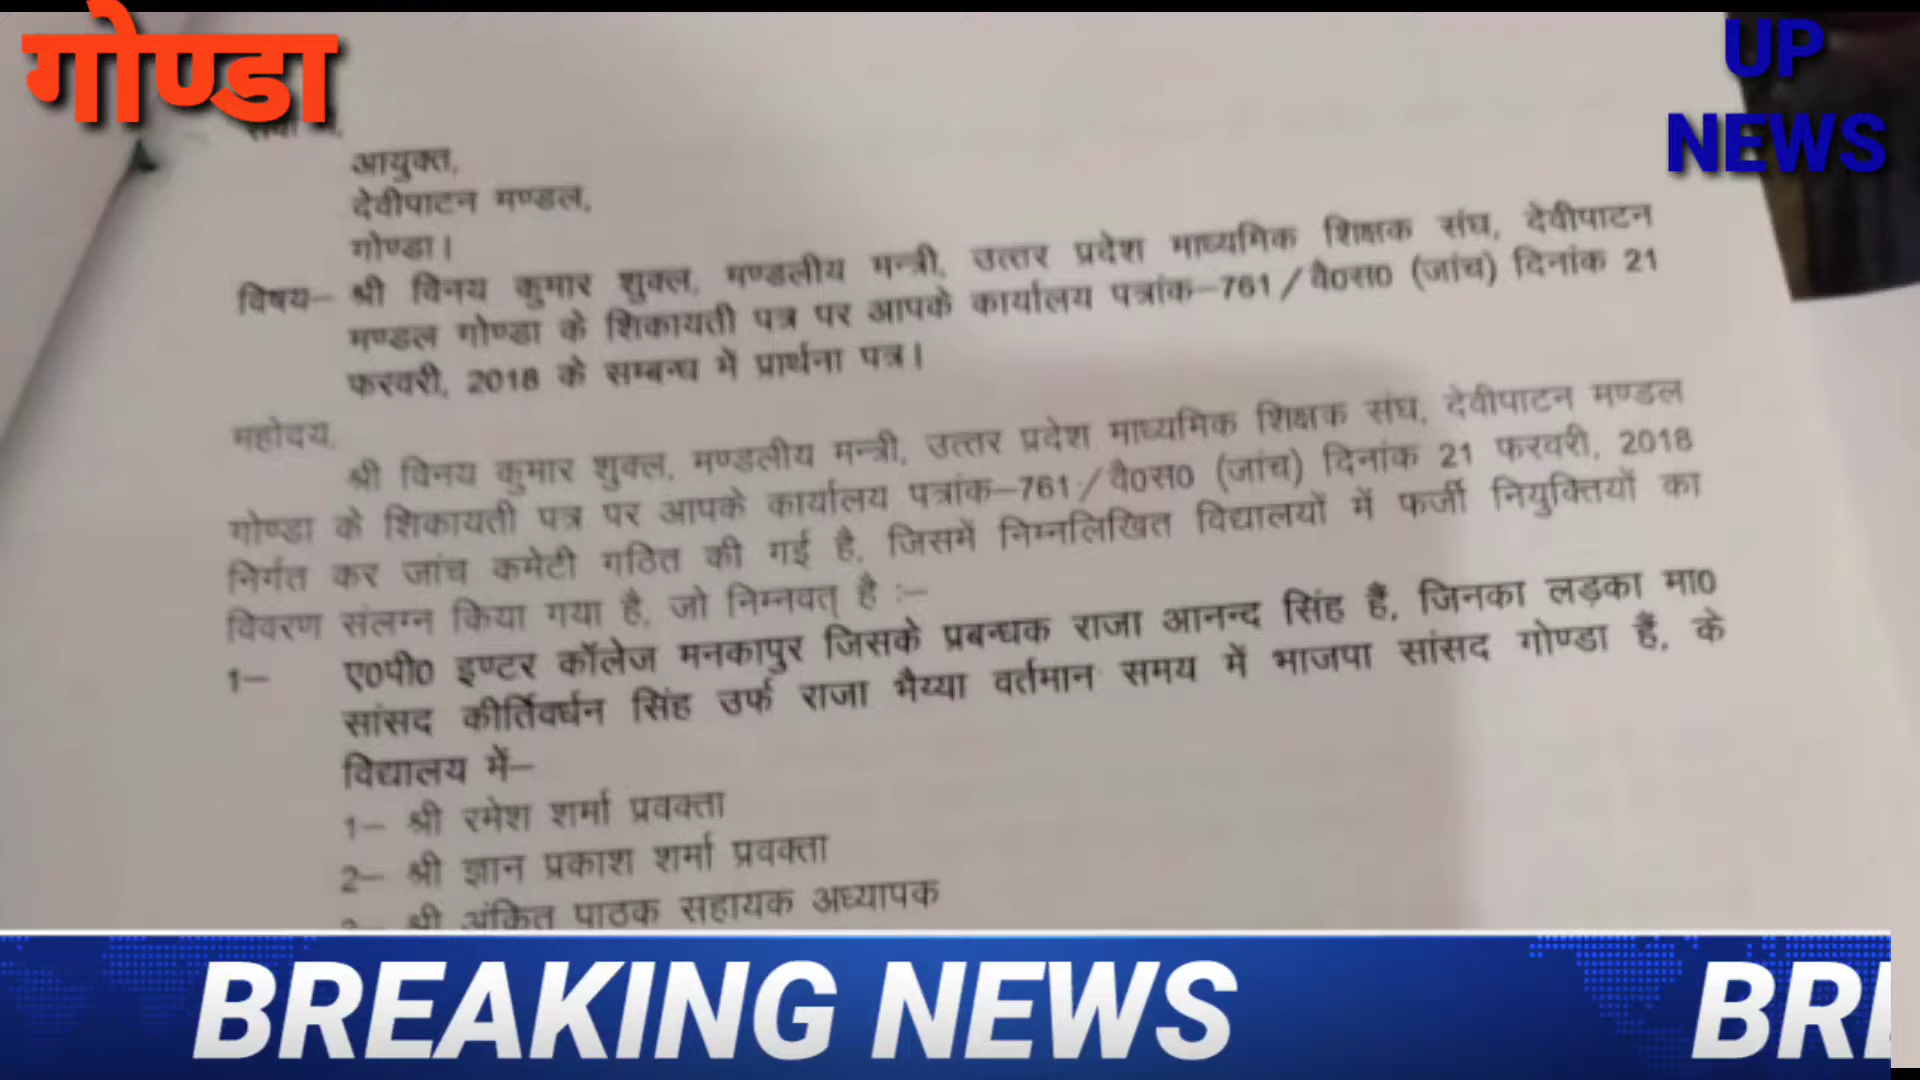 गोण्डा
UP
NEWS
आयुक्त,
देवीपाटन मण्डल,
गोण्डा।
विषय– श्री विनय कुमार शुक्ल, मण्डलीय मन्त्री, उत्तर प्रदेश माध्यमिक शिक्षक संघ, देवीपाटन
मण्डल गोण्डा के शिकायती पत्र पर आपके कार्यालय पत्रांक–761/वै0स0 (जांच) दिनांक 21
फरवरी, 2018 के सम्बन्ध में प्रार्थना पत्र।
महोदय,
श्री विनय कुमार शुक्ल, मण्डलीय मन्त्री, उत्तर प्रदेश माध्यमिक शिक्षक संघ, देवीपाटन मण्डल
गोण्डा के शिकायती पत्र पर आपके कार्यालय पत्रांक–761/वै0स0 (जांच) दिनांक 21 फरवरी, 2018
निर्गत कर जांच कमेटी गठित की गई है, जिसमें निम्नलिखित विद्यालयों में फर्जी नियुक्तियों का
विवरण संलग्न किया गया है, जो निम्नवत् है :–
1– ए0पी0 इण्टर कॉलेज मनकापुर जिसके प्रबन्धक राजा आनन्द सिंह हैं, जिनका लड़का मा0
सांसद कीर्तिवर्धन सिंह उर्फ राजा भैय्या वर्तमान समय में भाजपा सांसद गोण्डा हैं, के
विद्यालय में–
1– श्री रमेश शर्मा प्रवक्ता
2– श्री ज्ञान प्रकाश शर्मा प्रवक्ता
श्री अंकित पाठक सहायक अध्यापक
BREAKING NEWS
BRE